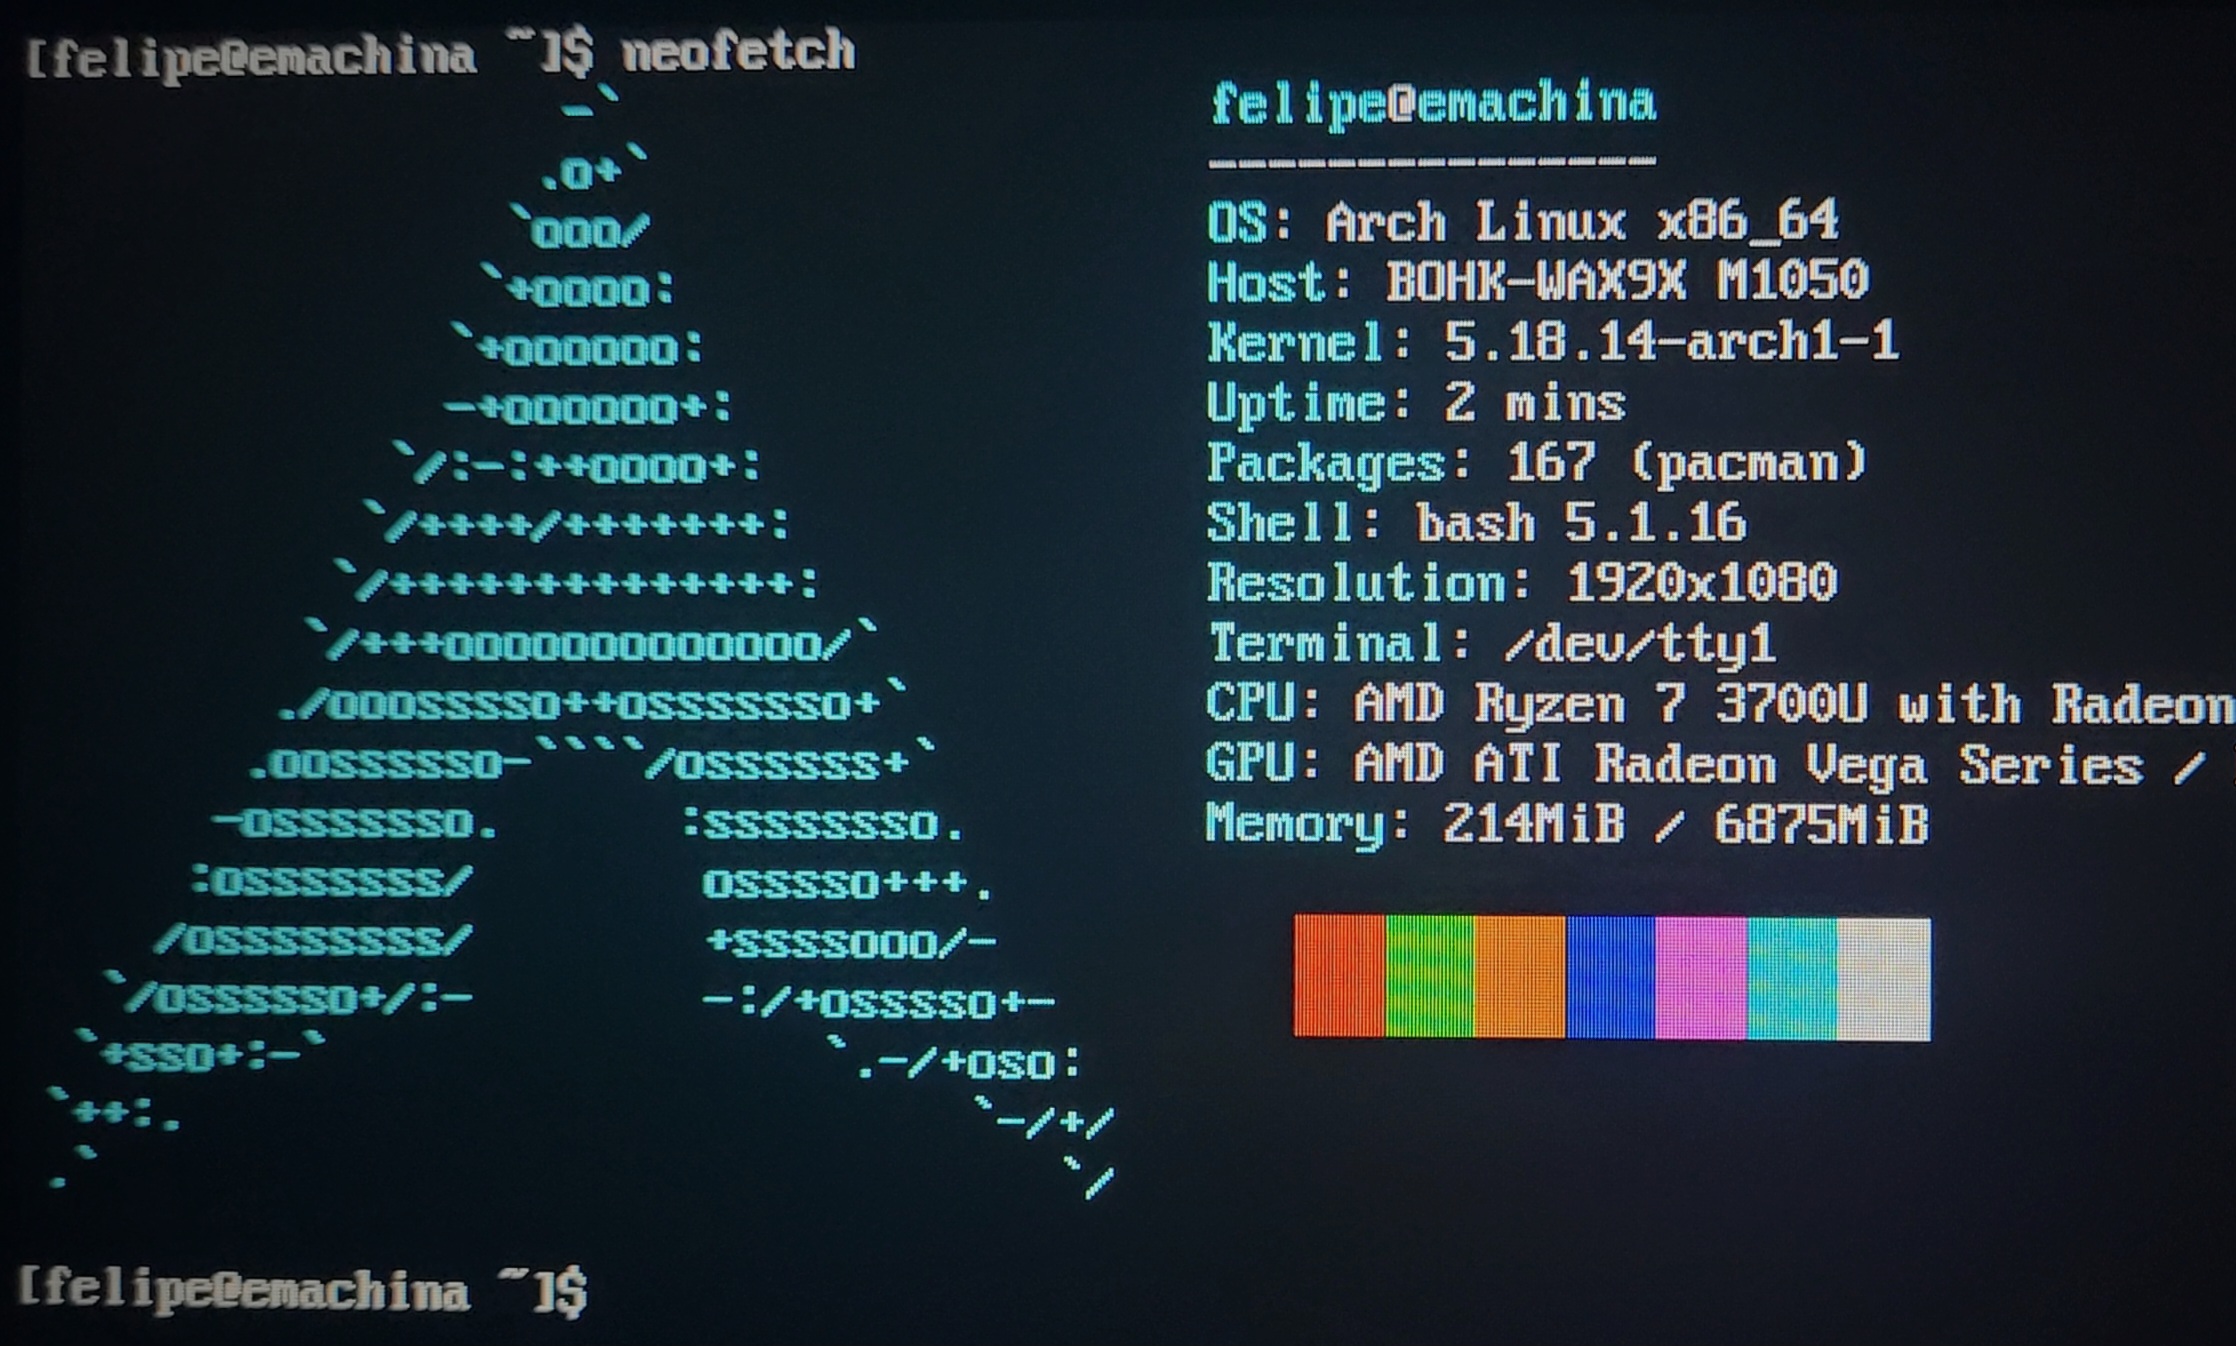 [felipe@emachina ~]$ neofetch
-`
.o+`
`ooo/
`+oooo:
`+oooooo:
-+oooooo+:
`/:-:++oooo+:
`/++++/+++++++:
`/++++++++++++++:
`/+++ooooooooooooo/`
./ooosssso++osssssso+`
.oossssso-````/ossssss+`
-osssssso. :ssssssso.
:osssssss/ osssso+++.
/ossssssss/ +ssssooo/-
`/ossssso+/:- -:/+osssso+-
`+sso+:-` `.-/+oso:
`++:. `-/+/
.` `/
felipe@emachina
---------------
OS: Arch Linux x86_64
Host: BOHK-WAX9X M1050
Kernel: 5.18.14-arch1-1
Uptime: 2 mins
Packages: 167 (pacman)
Shell: bash 5.1.16
Resolution: 1920x1080
Terminal: /dev/tty1
CPU: AMD Ryzen 7 3700U with Radeon
GPU: AMD ATI Radeon Vega Series /
Memory: 214MiB / 6875MiB
[felipe@emachina ~]$